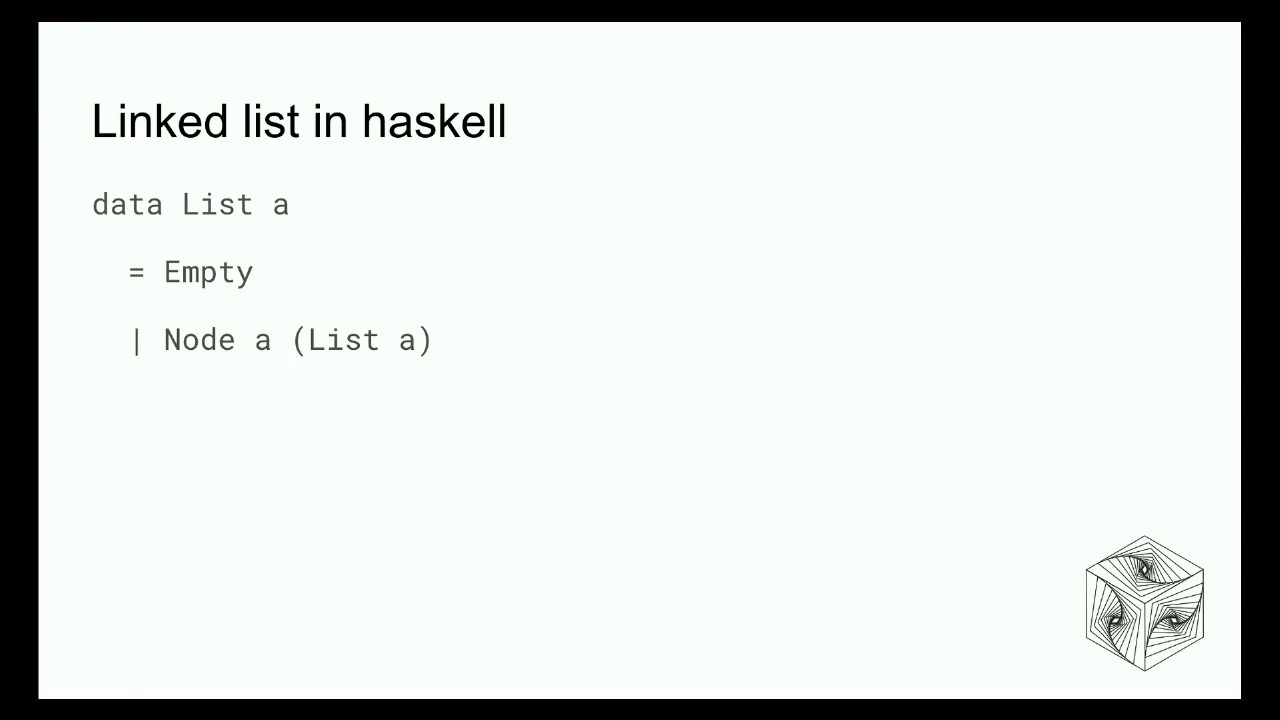 Linked list in haskell
data List a
= Empty
| Node a (List a)